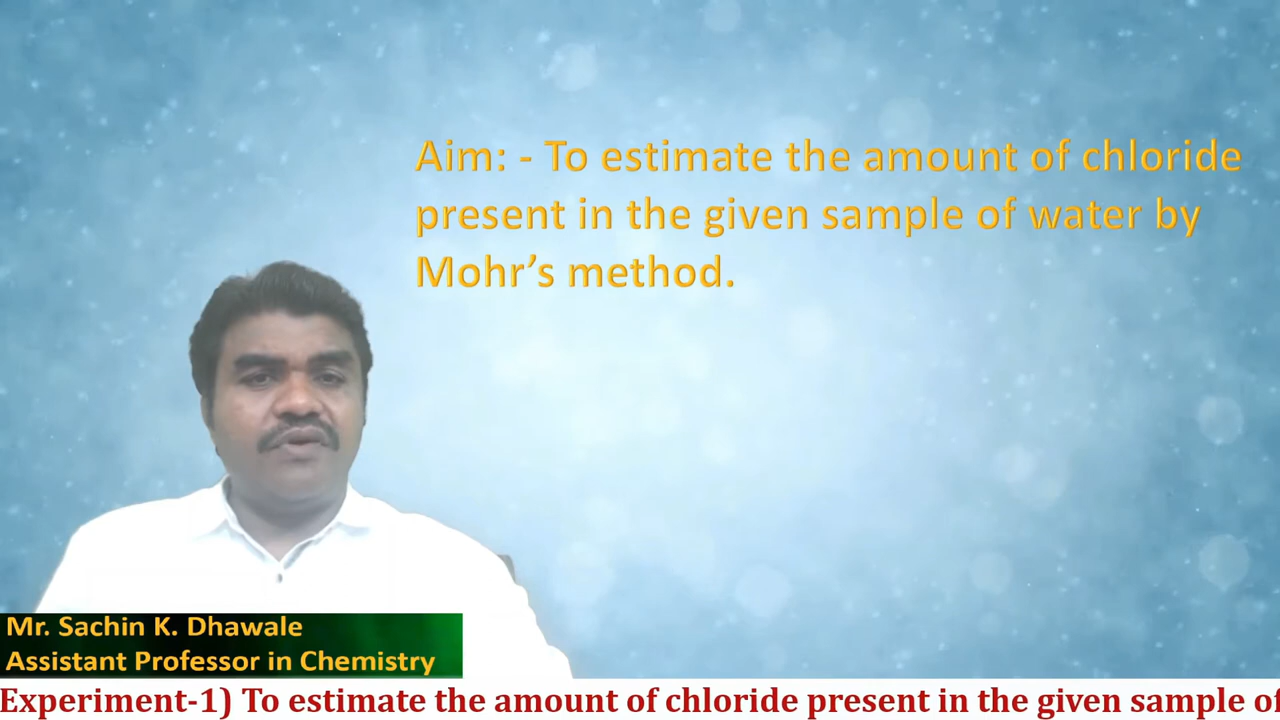 Aim: - To estimate the amount of chloride
present in the given sample of water by
Mohr’s method.
Mr. Sachin K. Dhawale
Assistant Professor in Chemistry
Experiment-1) To estimate the amount of chloride present in the given sample of